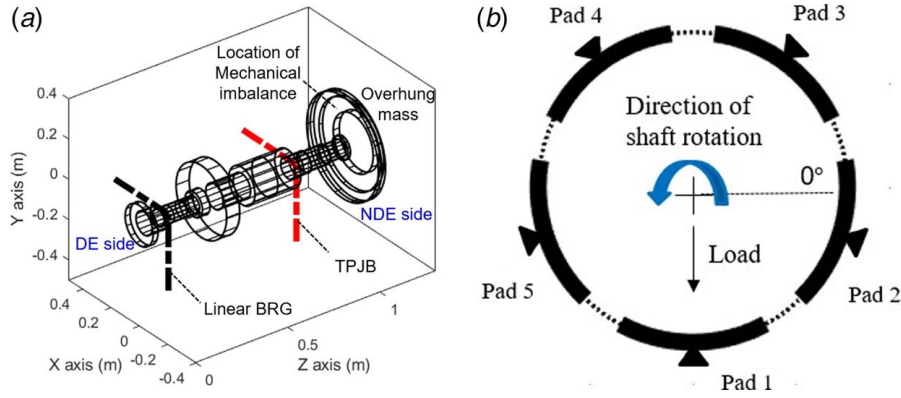 (a)
Location of
Mechanical
imbalance
Overhung
mass
0.4
0.2
0
-0.2
-0.4
Y axis (m)
DE side
NDE side
TPJB
Linear BRG
0.4
0.2
0
-0.2
-0.4
X axis (m)
0
0.5
1
Z axis (m)
(b)
Pad 4
Pad 3
Direction of
shaft rotation
0°
Load
Pad 5
Pad 2
Pad 1